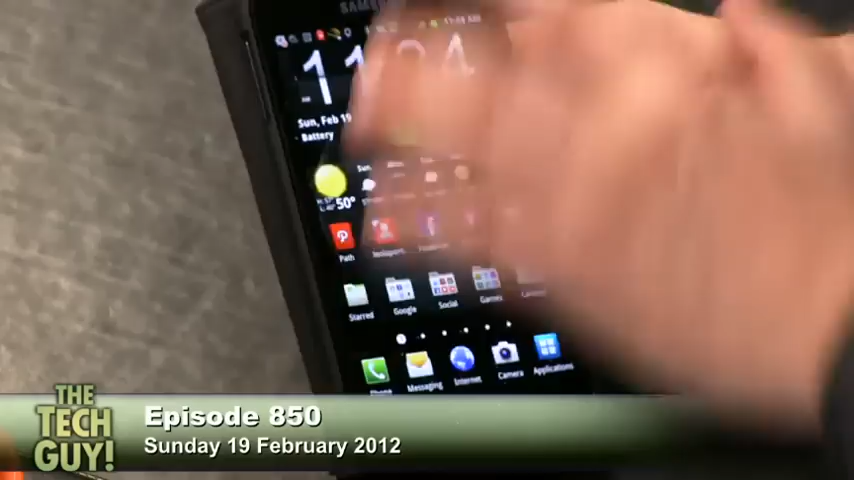 SAMSUNG
Sun, Feb 19
Battery
50°
Path
Starred Google Social Games
Phone Messaging Internet Camera Applications
THE
TECH
GUY!
Episode 850
Sunday 19 February 2012